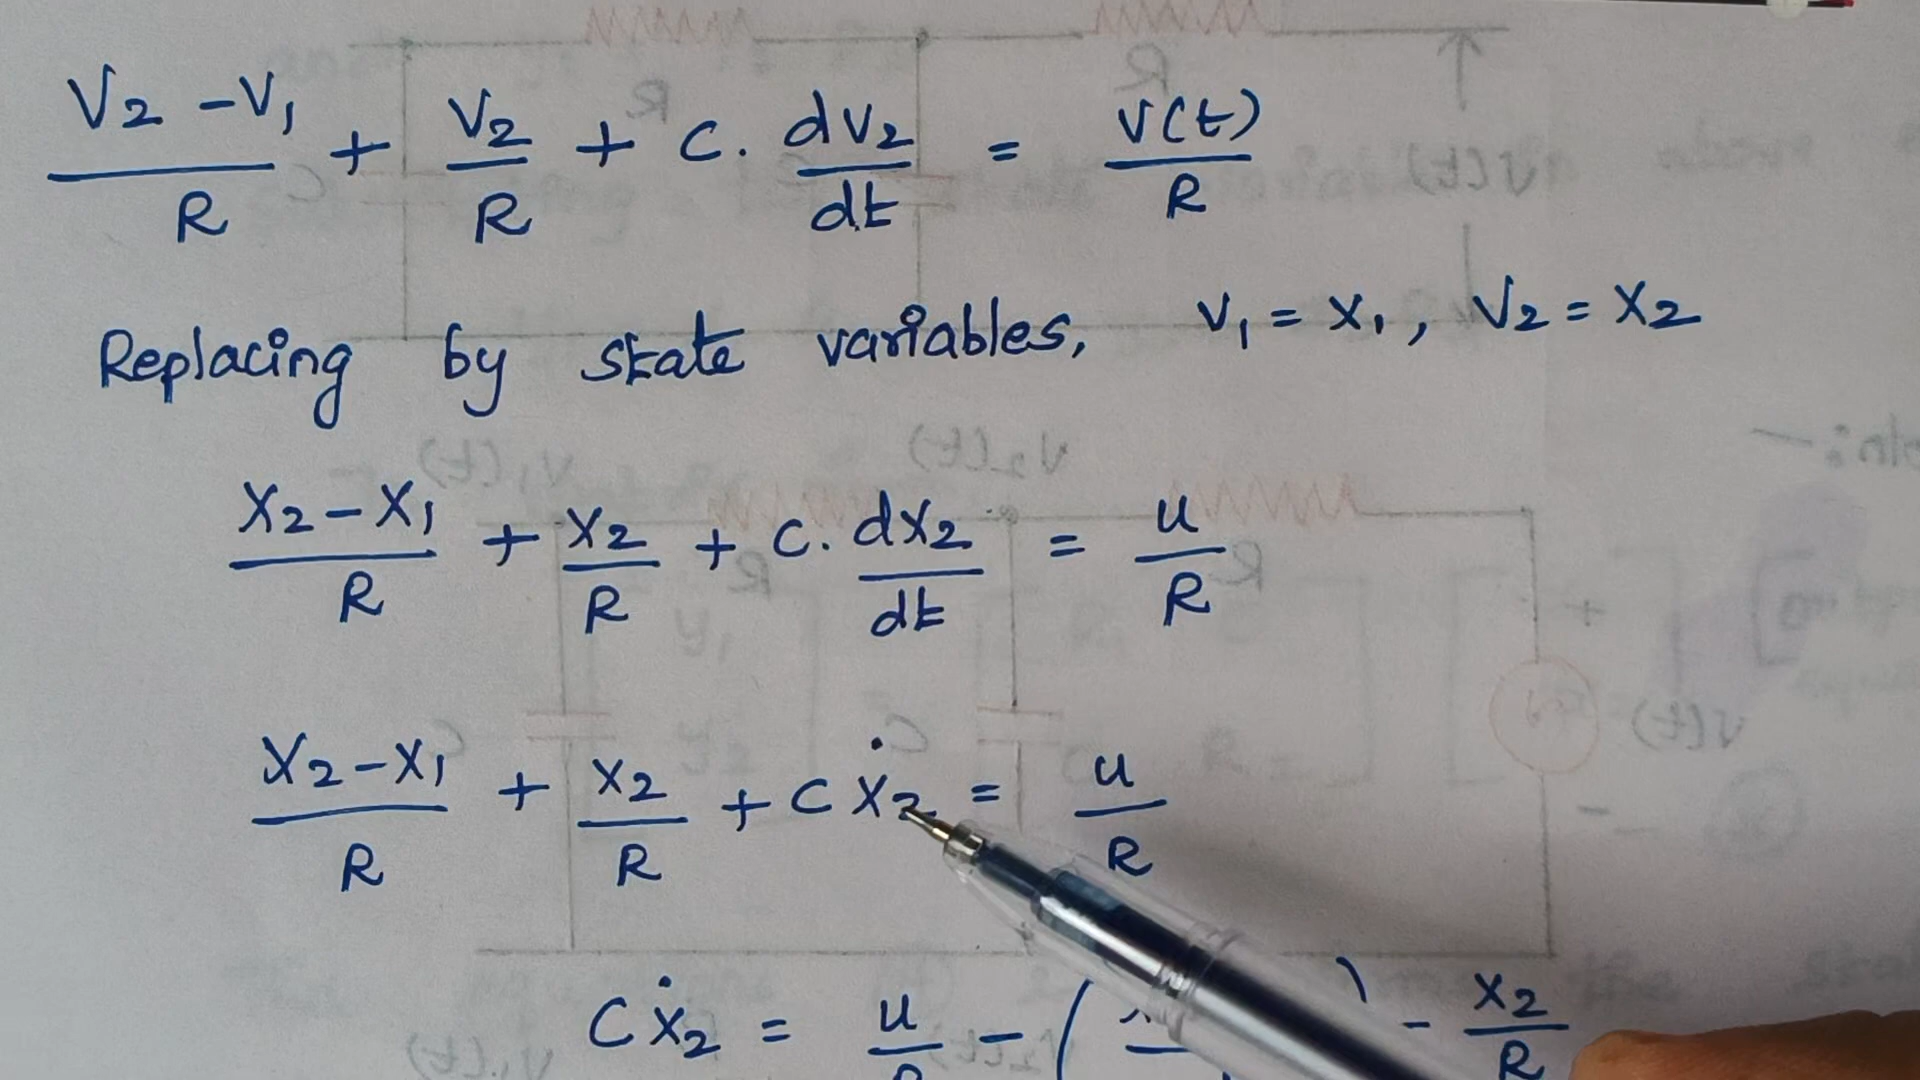 V2 - V1 / R + V2 / R + C. dV2 / dt = V(t) / R
Replacing by state variables, V1 = X1, V2 = X2
X2 - X1 / R + X2 / R + C. dX2 / dt = u / R
X2 - X1 / R + X2 / R + C Ẋ2 = u / R
C Ẋ2 = u / R - ( ) - X2 / R